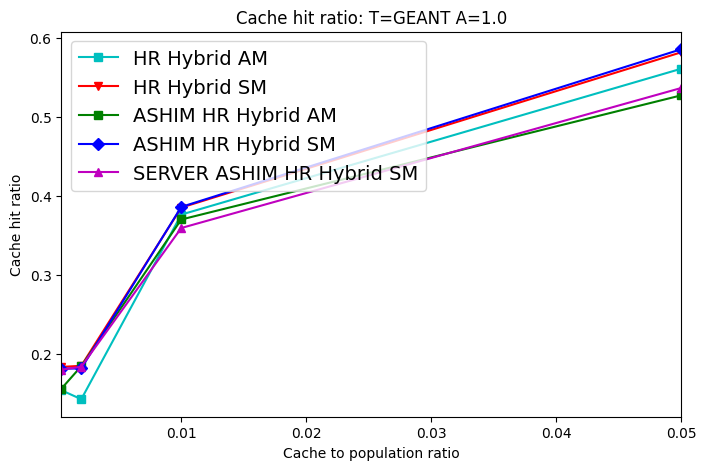 Cache hit ratio: T=GEANT A=1.0
HR Hybrid AM
HR Hybrid SM
ASHIM HR Hybrid AM
ASHIM HR Hybrid SM
SERVER ASHIM HR Hybrid SM
Cache hit ratio
0.6
0.5
0.4
0.3
0.2
0.01
0.02
0.03
0.04
0.05
Cache to population ratio